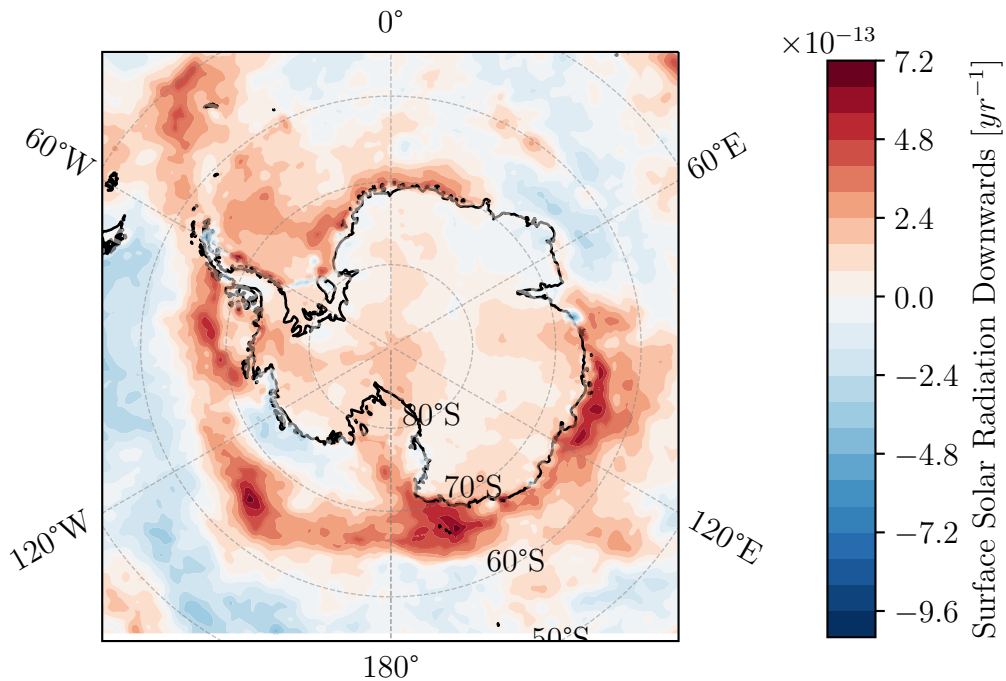 0°
×10⁻¹³
60°W
60°E
80°S
70°S
60°S
50°S
120°W
120°E
180°
7.2
4.8
2.4
0.0
−2.4
−4.8
−7.2
−9.6
Surface Solar Radiation Downwards [yr⁻¹]